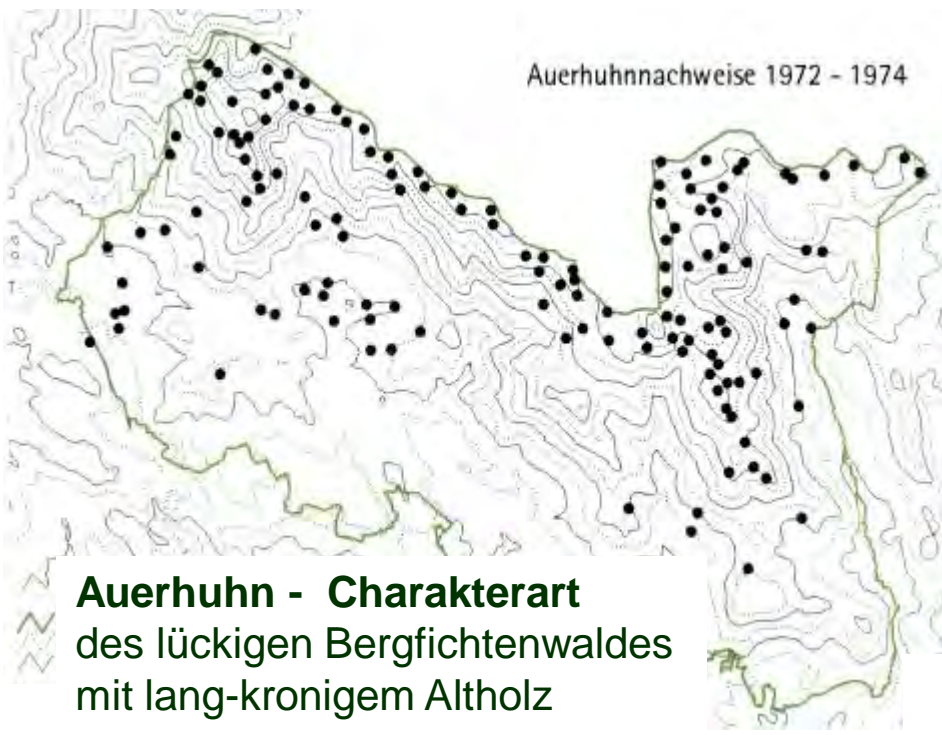 Auerhuhnnachweise 1972 - 1974
Auerhuhn - Charakterart
des lückigen Bergfichtenwaldes
mit lang-kronigem Altholz